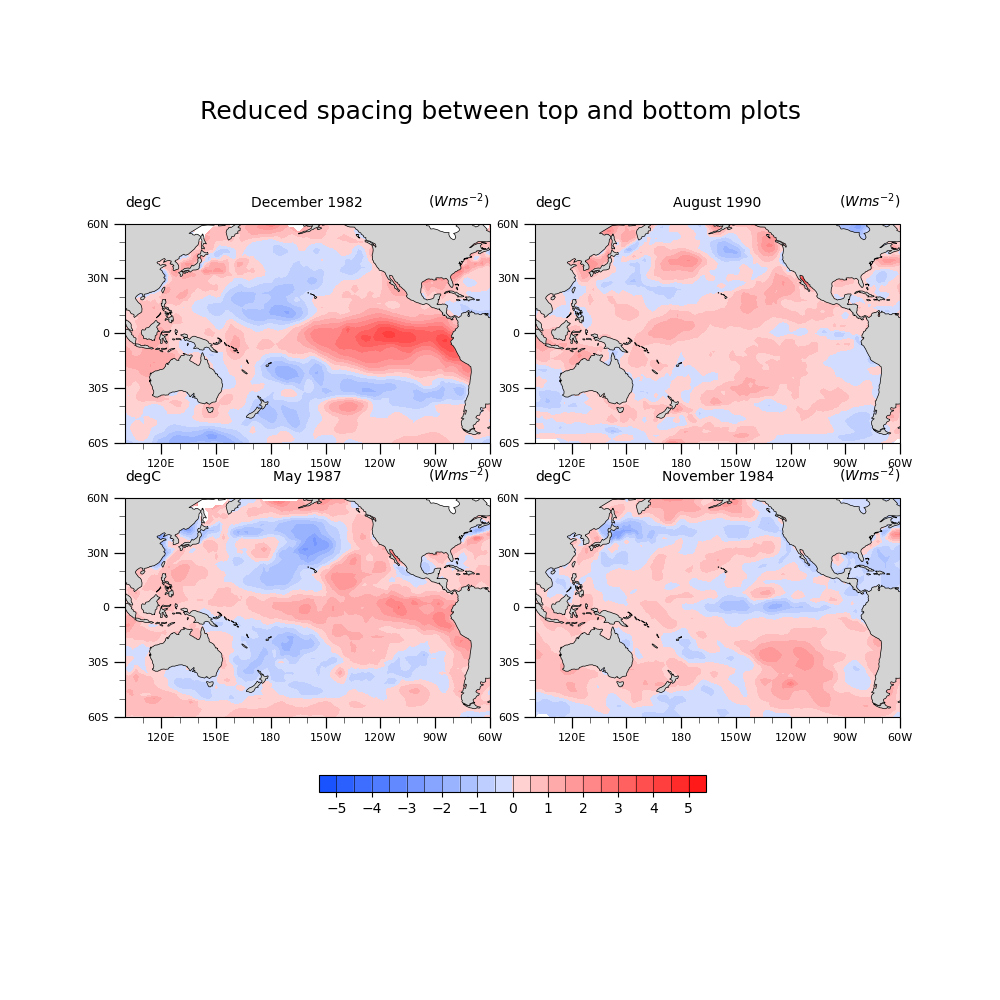 Reduced spacing between top and bottom plots
degC December 1982 (Wms⁻²) degC August 1990 (Wms⁻²)
60N 60N
30N 30N
0 0
30S 30S
60S 60S
120E 150E 180 150W 120W 90W 60W 120E 150E 180 150W 120W 90W 60W
degC May 1987 (Wms⁻²) degC November 1984 (Wms⁻²)
60N 60N
30N 30N
0 0
30S 30S
60S 60S
120E 150E 180 150W 120W 90W 60W 120E 150E 180 150W 120W 90W 60W
−5 −4 −3 −2 −1 0 1 2 3 4 5